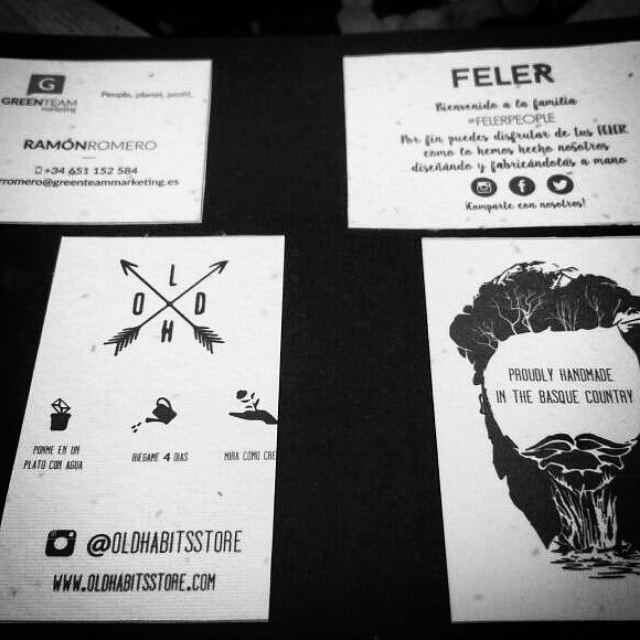 G
GREENTEAM
marketing
People, planet, profit.
RAMÓNROMERO
+34 651 152 584
rromero@greenteammarketing.es
FELER
Bienvenido a la familia
#FELERPEOPLE
Por fin puedes disfrutar de tus FELER
como lo hemos hecho nosotros
diseñando y fabricándolas a mano
¡Comparte con nosotros!
L
O D
H
PONME EN UN
PLATO CON AGUA
RIEGAME 4 DIAS
MIRA COMO CRE
@OLDHABITSSTORE
WWW.OLDHABITSSTORE.COM
PROUDLY HANDMADE
IN THE BASQUE COUNTRY